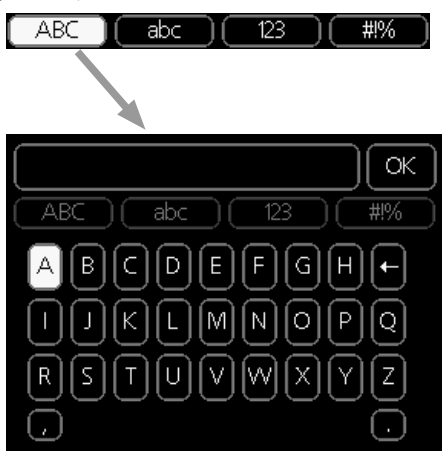 ABC abc 123 #!%
OK
ABC abc 123 #!%
A B C D E F G H ←
I J K L M N O P Q
R S T U V W X Y Z
, .